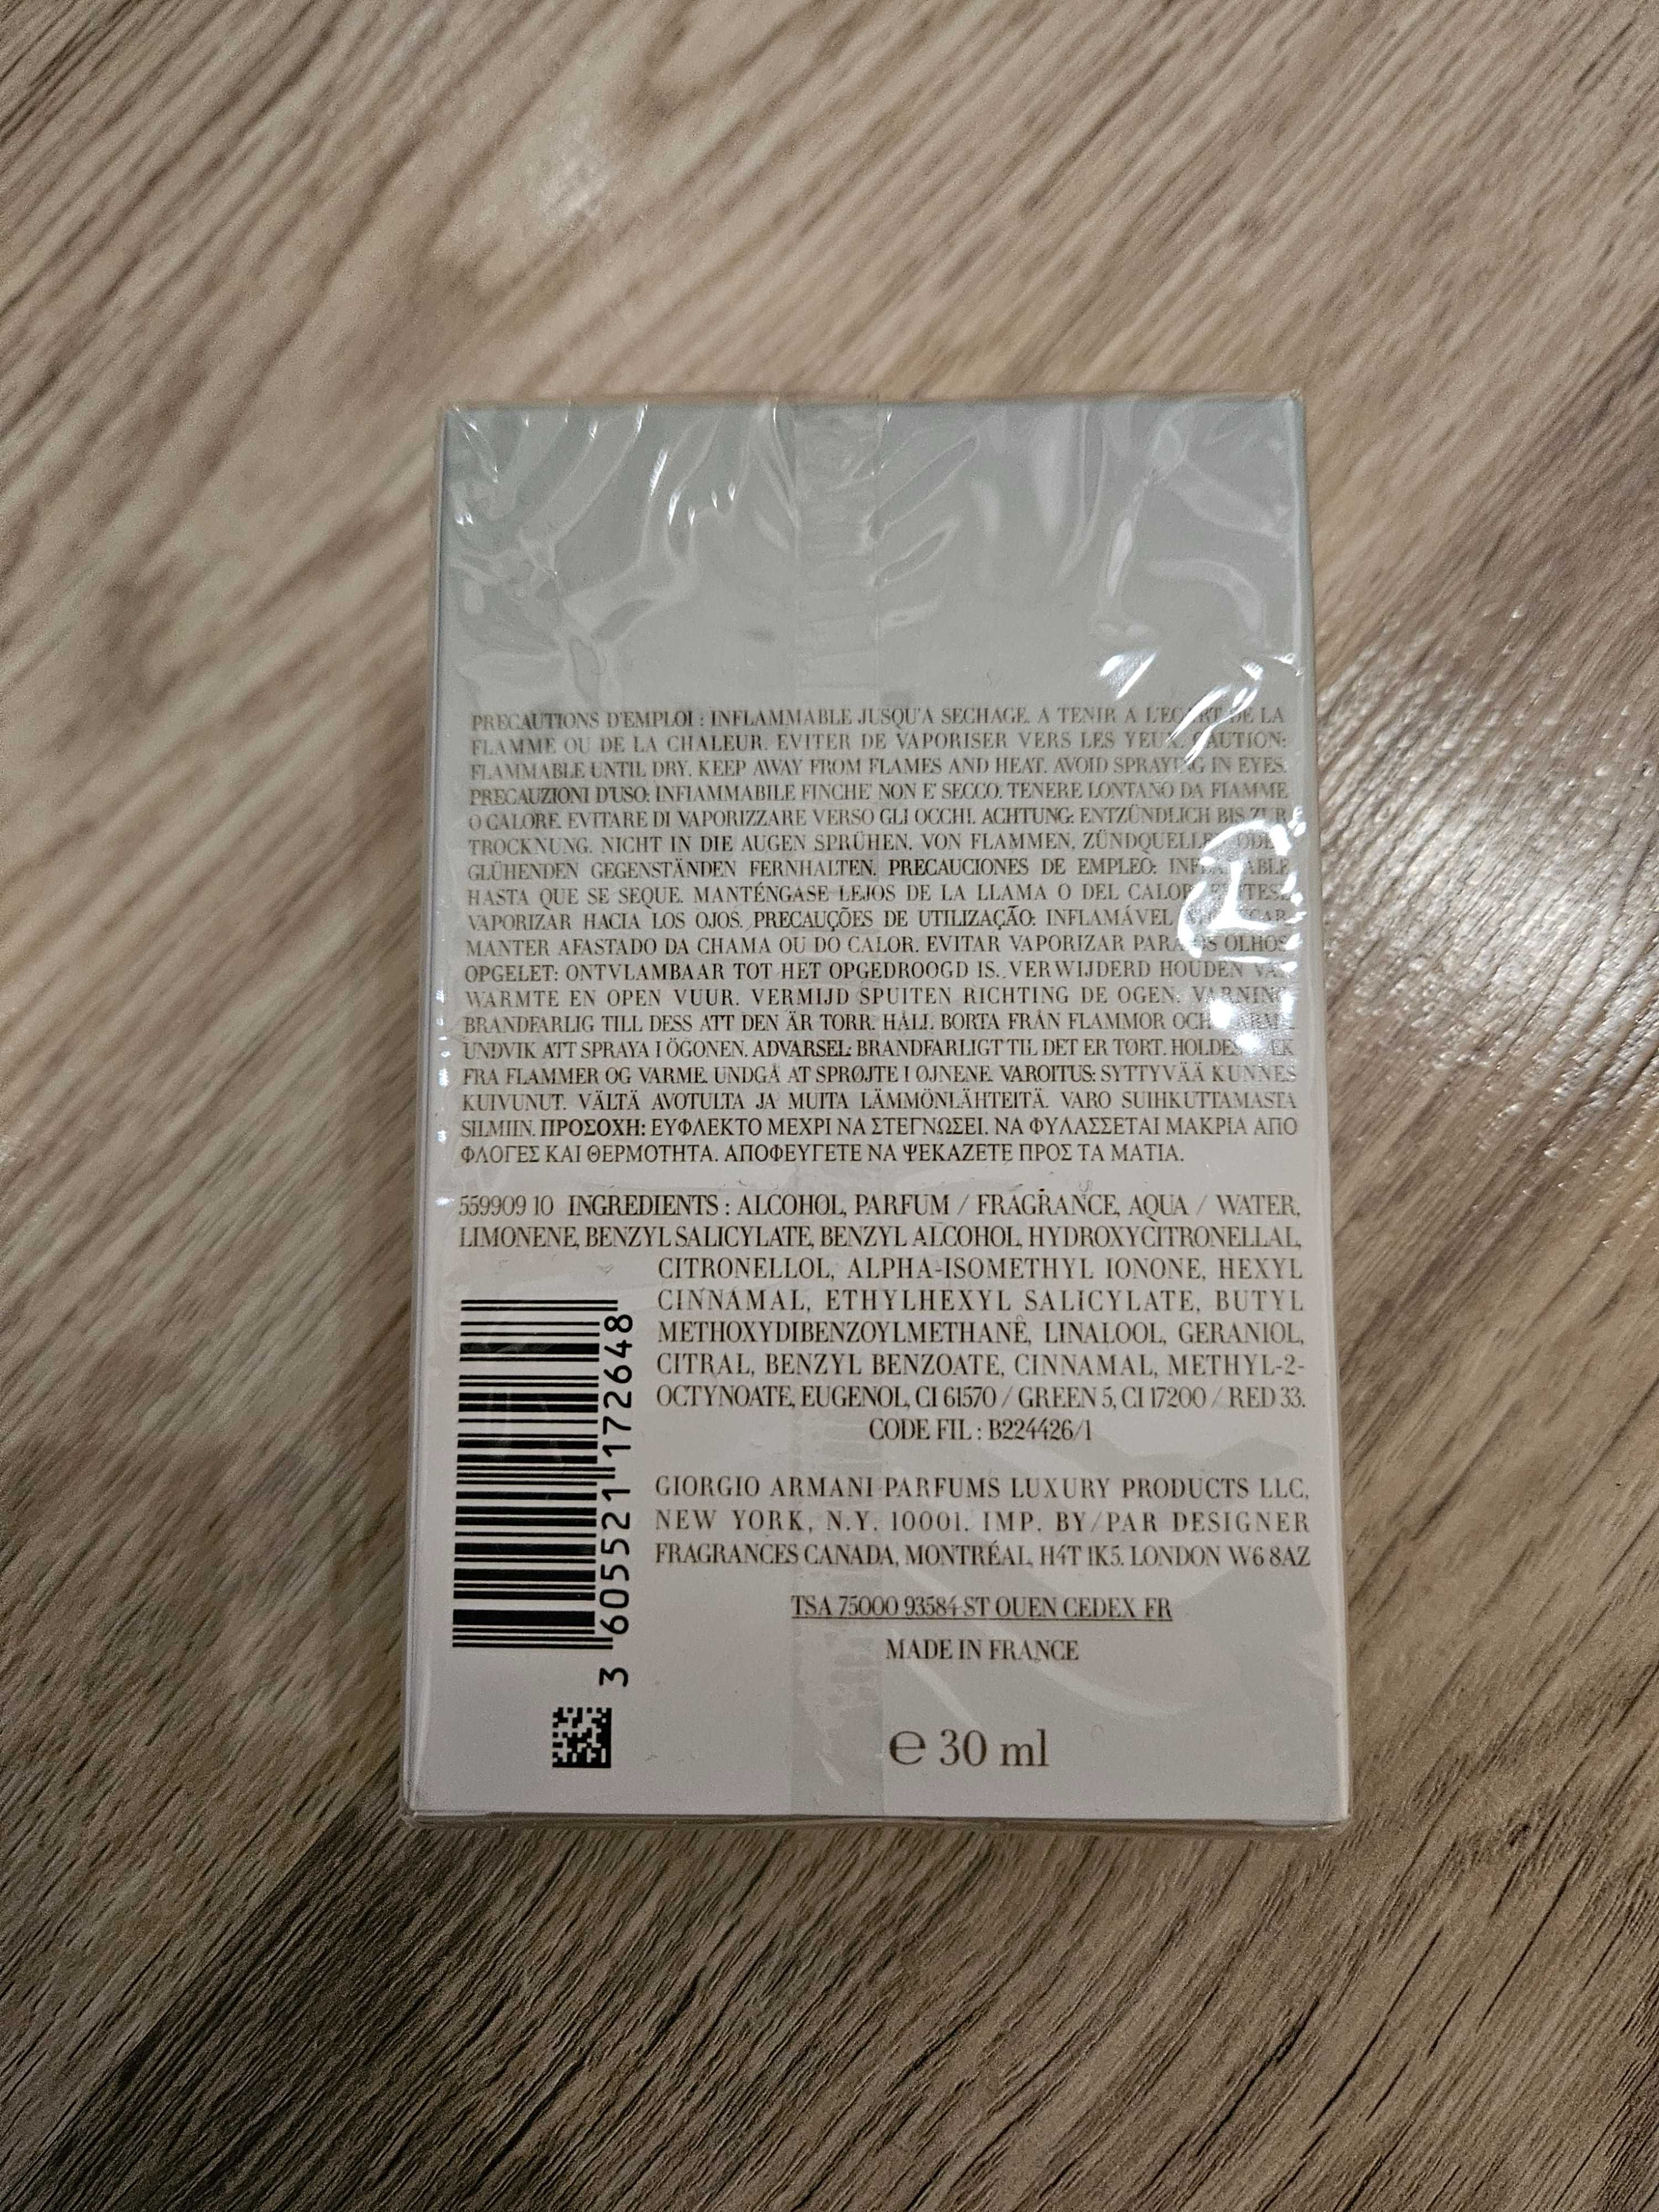 PRECAUTIONS D'EMPLOI : INFLAMMABLE JUSQU'A SECHAGE. A TENIR A L'ECART DE LA
FLAMME OU DE LA CHALEUR. EVITER DE VAPORISER VERS LES YEUX. CAUTION:
FLAMMABLE UNTIL DRY. KEEP AWAY FROM FLAMES AND HEAT. AVOID SPRAYING IN EYES.
PRECAUZIONI D'USO: INFIAMMABILE FINCHE' NON E' SECCO. TENERE LONTANO DA FIAMME
O CALORE. EVITARE DI VAPORIZZARE VERSO GLI OCCHI. ACHTUNG: ENTZÜNDLICH BIS ZUR
TROCKNUNG. NICHT IN DIE AUGEN SPRÜHEN. VON FLAMMEN, ZÜNDQUELLEN ODER
GLÜHENDEN GEGENSTÄNDEN FERNHALTEN. PRECAUCIONES DE EMPLEO: INFLAMABLE
HASTA QUE SE SEQUE. MANTÉNGASE LEJOS DE LA LLAMA O DEL CALOR. EVITESE
VAPORIZAR HACIA LOS OJOS. PRECAUÇÕES DE UTILIZAÇÃO: INFLAMÁVEL
MANTER AFASTADO DA CHAMA OU DO CALOR. EVITAR VAPORIZAR PARA OS OLHOS.
OPGELET: ONTVLAMBAAR TOT HET OPGEDROOGD IS. VERWIJDERD HOUDEN VAN
WARMTE EN OPEN VUUR. VERMIJD SPUITEN RICHTING DE OGEN. VARNING:
BRANDFARLIG TILL DESS ATT DEN ÄR TORR. HÅLL BORTA FRÅN FLAMMOR OCH VÄRME.
UNDVIK ATT SPRAYA I ÖGONEN. ADVARSEL: BRANDFARLIGT TIL DET ER TØRT. HOLDES VÆK
FRA FLAMMER OG VARME. UNDGÅ AT SPRØJTE I ØJNENE. VAROITUS: SYTTYVÄÄ KUNNES
KUIVUNUT. VÄLTÄ AVOTULTA JA MUITA LÄMMÖNLÄHTEITÄ. VARO SUIHKUTTAMASTA
SILMIIN. ΠΡΟΣΟΧΗ: ΕΥΦΛΕΚΤΟ ΜΕΧΡΙ ΝΑ ΣΤΕΓΝΩΣΕΙ. ΝΑ ΦΥΛΑΣΣΕΤΑΙ ΜΑΚΡΙΑ ΑΠΟ
ΦΛΟΓΕΣ ΚΑΙ ΘΕΡΜΟΤΗΤΑ. ΑΠΟΦΕΥΓΕΤΕ ΝΑ ΨΕΚΑΖΕΤΕ ΠΡΟΣ ΤΑ ΜΑΤΙΑ.
559909 10 INGREDIENTS : ALCOHOL, PARFUM / FRAGRANCE, AQUA / WATER,
LIMONENE, BENZYL SALICYLATE, BENZYL ALCOHOL, HYDROXYCITRONELLAL,
CITRONELLOL, ALPHA-ISOMETHYL IONONE, HEXYL
CINNAMAL, ETHYLHEXYL SALICYLATE, BUTYL
METHOXYDIBENZOYLMETHANE, LINALOOL, GERANIOL,
CITRAL, BENZYL BENZOATE, CINNAMAL, METHYL-2-
OCTYNOATE, EUGENOL, CI 61570 / GREEN 5, CI 17200 / RED 33.
CODE FIL : B224426/1
3 605521 172648
GIORGIO ARMANI PARFUMS LUXURY PRODUCTS LLC,
NEW YORK, N.Y. 10001. IMP. BY/PAR DESIGNER
FRAGRANCES CANADA, MONTRÉAL, H4T 1K5. LONDON W6 8AZ
TSA 75000 93584 ST OUEN CEDEX FR
MADE IN FRANCE
℮ 30 ml